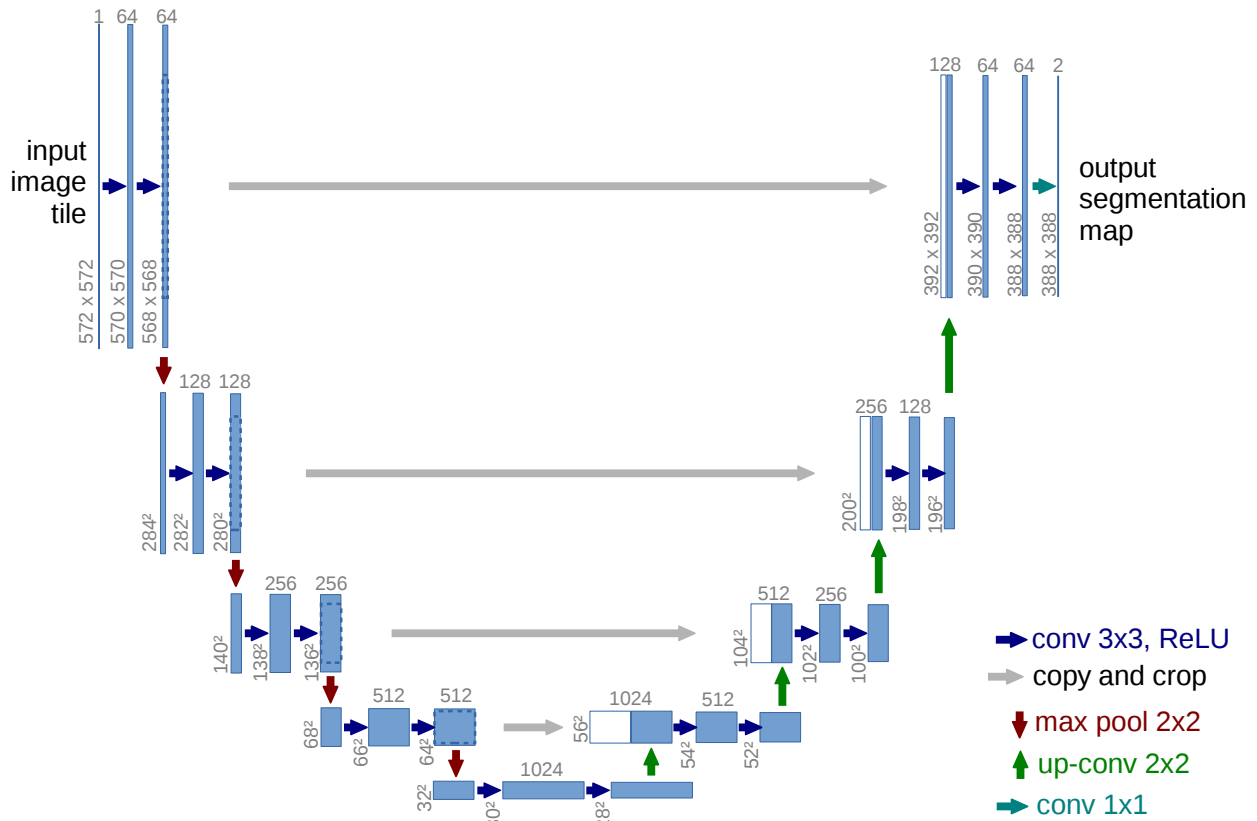 1 64 64
128 64 64 2
input
image
tile
output
segmentation
map
572 x 572
570 x 570
568 x 568
392 x 392
390 x 390
388 x 388
388 x 388
128 128
256 128
284²
282²
280²
200²
198²
196²
256 256
512 256
140²
138²
136²
104²
102²
100²
conv 3x3, ReLU
copy and crop
max pool 2x2
up-conv 2x2
conv 1x1
512 512
1024 512
68²
66²
64²
56²
54²
52²
1024
32²